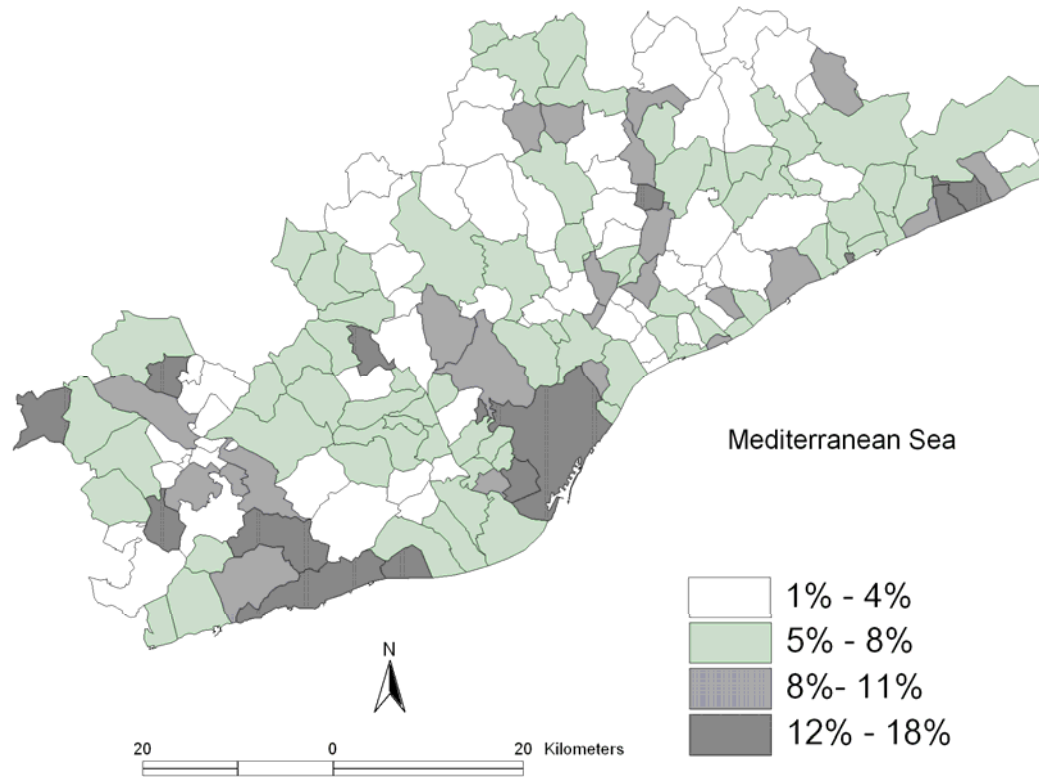 Mediterranean Sea
1% - 4%
5% - 8%
8%- 11%
12% - 18%
N
20 0 20 Kilometers